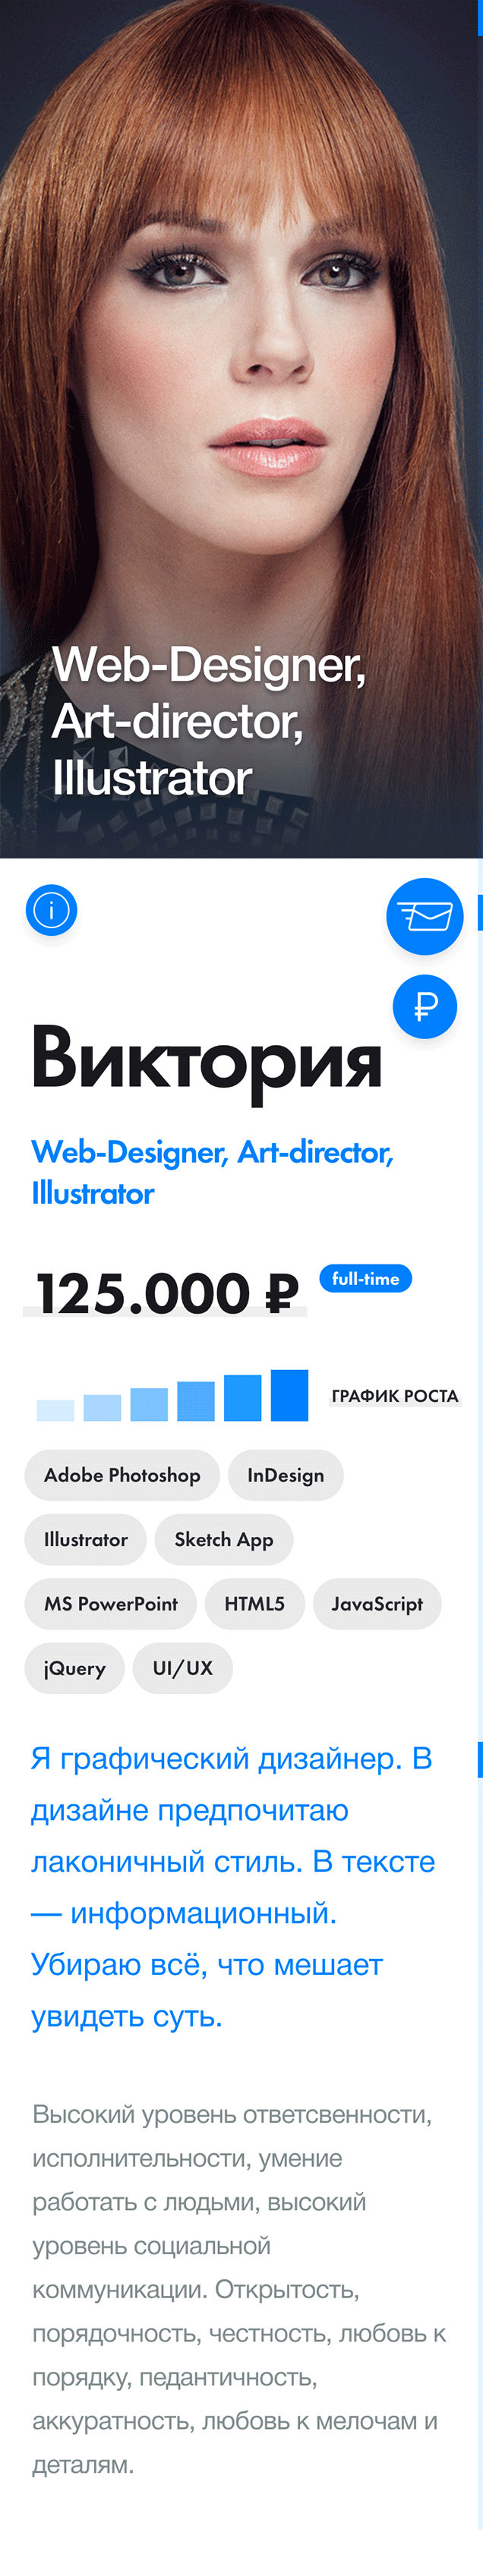 Web-Designer,
Art-director,
Illustrator
i
₽
Виктория
Web-Designer, Art-director,
Illustrator
125.000 ₽ full-time
ГРАФИК РОСТА
Adobe Photoshop InDesign
Illustrator Sketch App
MS PowerPoint HTML5 JavaScript
jQuery UI/UX
Я графический дизайнер. В
дизайне предпочитаю
лаконичный стиль. В тексте
— информационный.
Убираю всё, что мешает
увидеть суть.
Высокий уровень ответсвенности,
исполнительности, умение
работать с людьми, высокий
уровень социальной
коммуникации. Открытость,
порядочность, честность, любовь к
порядку, педантичность,
аккуратность, любовь к мелочам и
деталям.